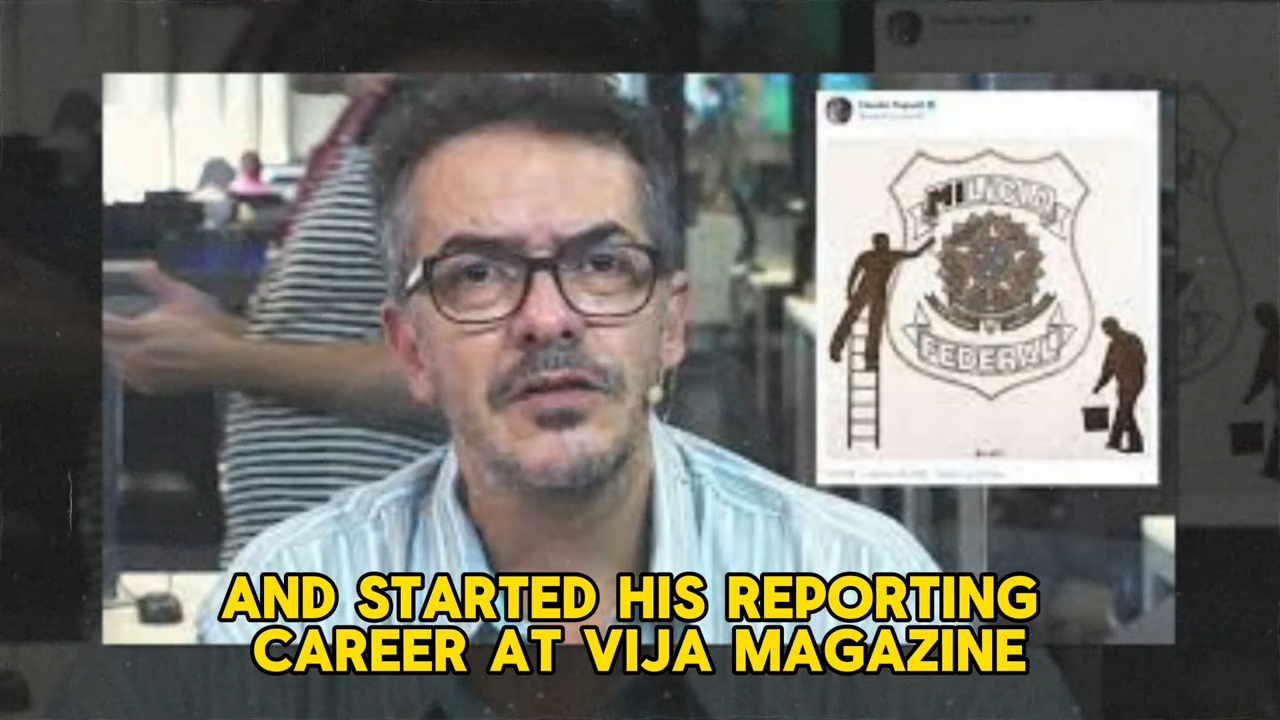 MILÍCIA
FEDERAL
AND STARTED HIS REPORTING
CAREER AT VIJA MAGAZINE